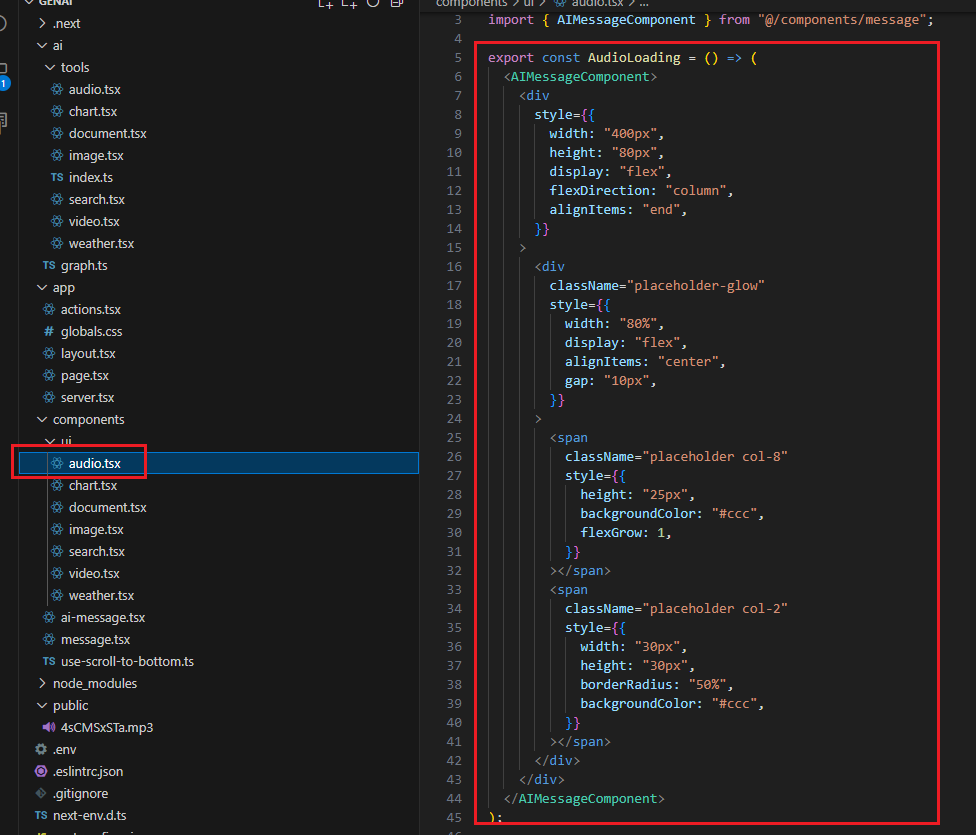 GENAI
.next
ai
tools
audio.tsx
chart.tsx
document.tsx
image.tsx
TS index.ts
search.tsx
video.tsx
weather.tsx
TS graph.ts
app
actions.tsx
# globals.css
layout.tsx
page.tsx
server.tsx
components
ui
audio.tsx
chart.tsx
document.tsx
image.tsx
search.tsx
video.tsx
weather.tsx
ai-message.tsx
message.tsx
TS use-scroll-to-bottom.ts
node_modules
public
4sCMSxSTa.mp3
.env
.eslintrc.json
.gitignore
TS next-env.d.ts
1
components > ui > audio.tsx > ...
3 import { AIMessageComponent } from "@/components/message";
4
5 export const AudioLoading = () => (
6 <AIMessageComponent>
7 <div
8 style={{
9 width: "400px",
10 height: "80px",
11 display: "flex",
12 flexDirection: "column",
13 alignItems: "end",
14 }}
15 >
16 <div
17 className="placeholder-glow"
18 style={{
19 width: "80%",
20 display: "flex",
21 alignItems: "center",
22 gap: "10px",
23 }}
24 >
25 <span
26 className="placeholder col-8"
27 style={{
28 height: "25px",
29 backgroundColor: "#ccc",
30 flexGrow: 1,
31 }}
32 ></span>
33 <span
34 className="placeholder col-2"
35 style={{
36 width: "30px",
37 height: "30px",
38 borderRadius: "50%",
39 backgroundColor: "#ccc",
40 }}
41 ></span>
42 </div>
43 </div>
44 </AIMessageComponent>
45 );